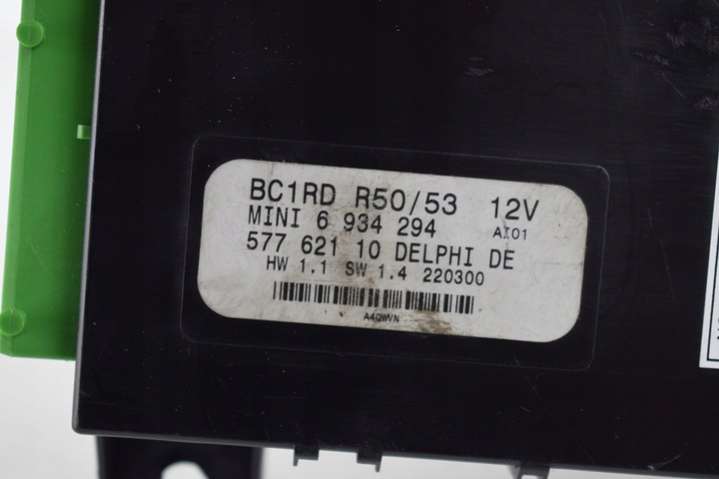 BC1RD R50/53 12V
MINI 6 934 294 AI01
577 621 10 DELPHI DE
HW 1.1 SW 1.4 220300